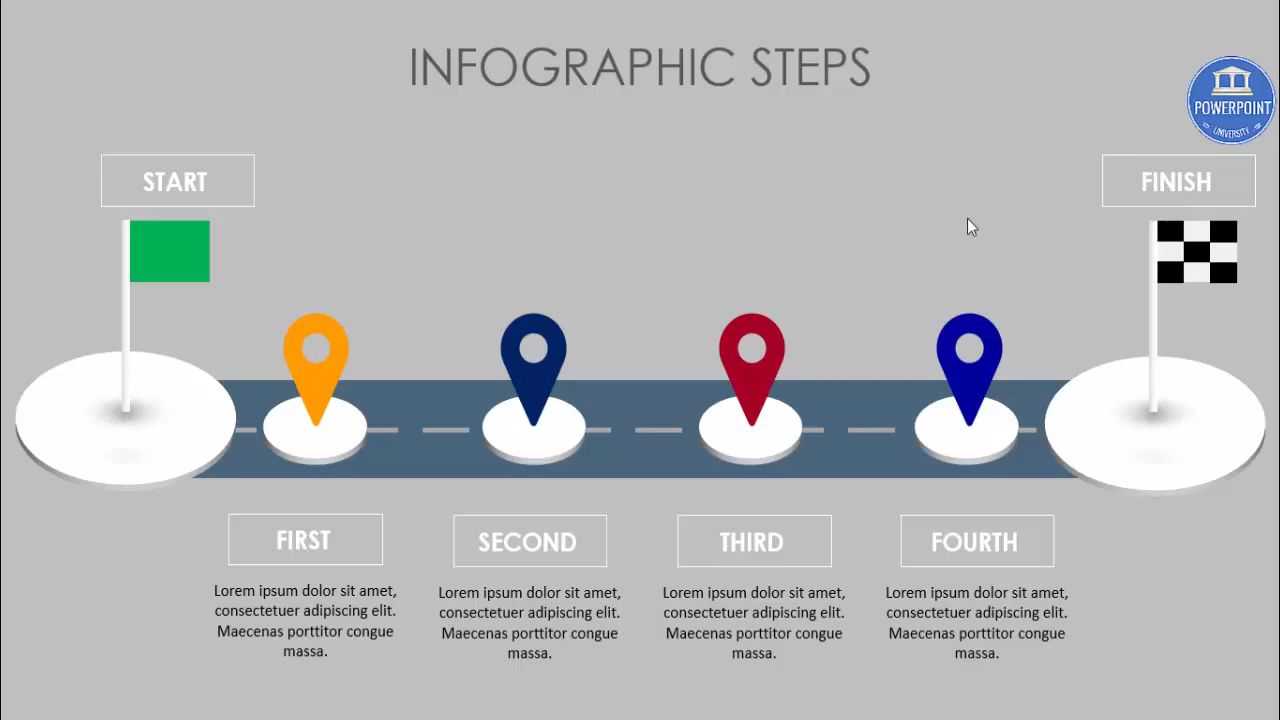 INFOGRAPHIC STEPS
POWERPOINT
UNIVERSITY
START
FINISH
FIRST
Lorem ipsum dolor sit amet,
consectetuer adipiscing elit.
Maecenas porttitor congue
massa.
SECOND
Lorem ipsum dolor sit amet,
consectetuer adipiscing elit.
Maecenas porttitor congue
massa.
THIRD
Lorem ipsum dolor sit amet,
consectetuer adipiscing elit.
Maecenas porttitor congue
massa.
FOURTH
Lorem ipsum dolor sit amet,
consectetuer adipiscing elit.
Maecenas porttitor congue
massa.